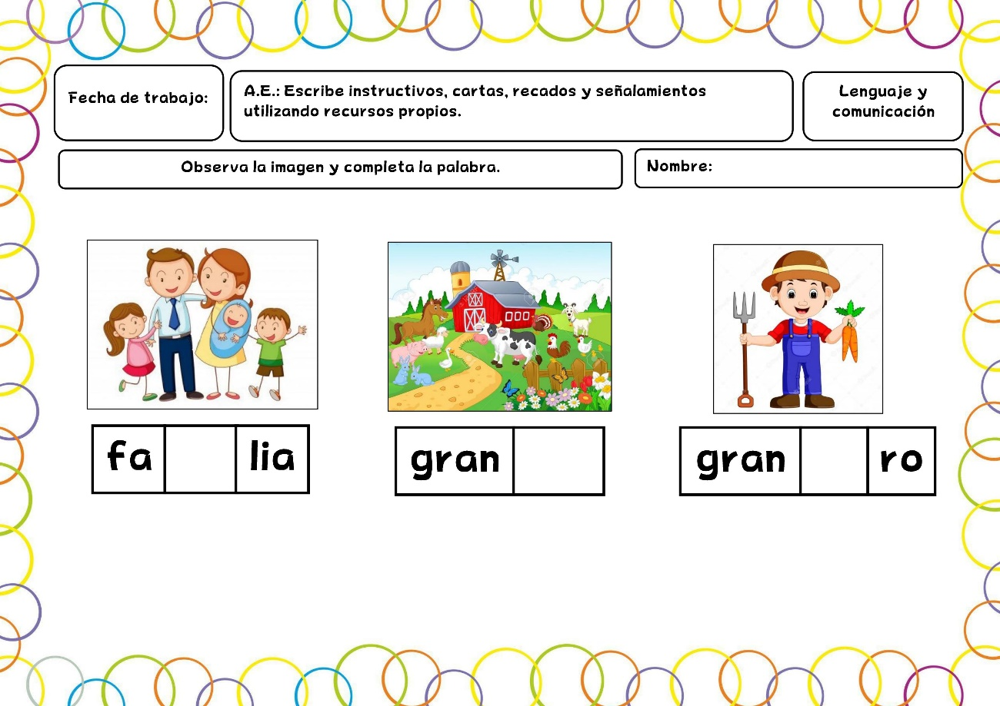 Fecha de trabajo:
A.E.: Escribe instructivos, cartas, recados y señalamientos
utilizando recursos propios.
Lenguaje y
comunicación
Observa la imagen y completa la palabra.
Nombre:
fa lia
gran
gran ro